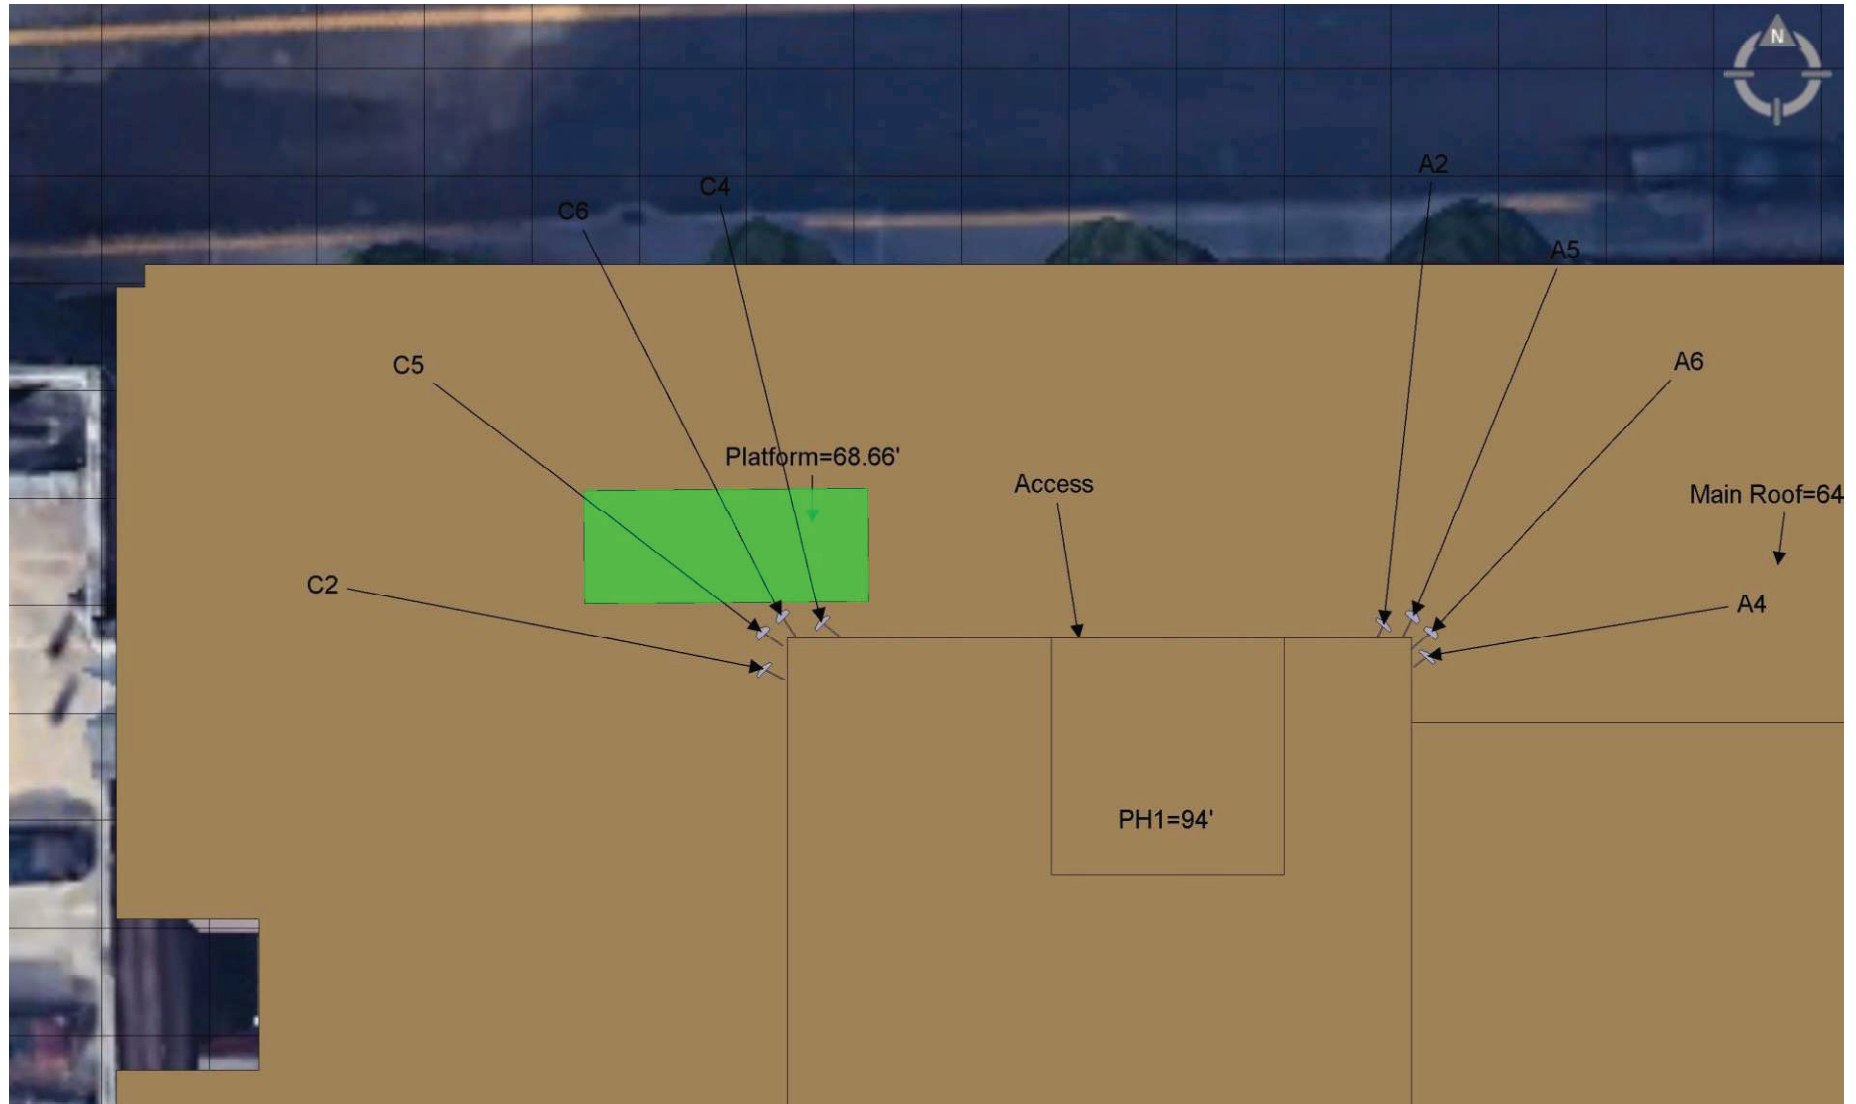 N
A2
C4
C6
A5
C5
A6
Platform=68.66'
Access
Main Roof=64
C2
A4
PH1=94'